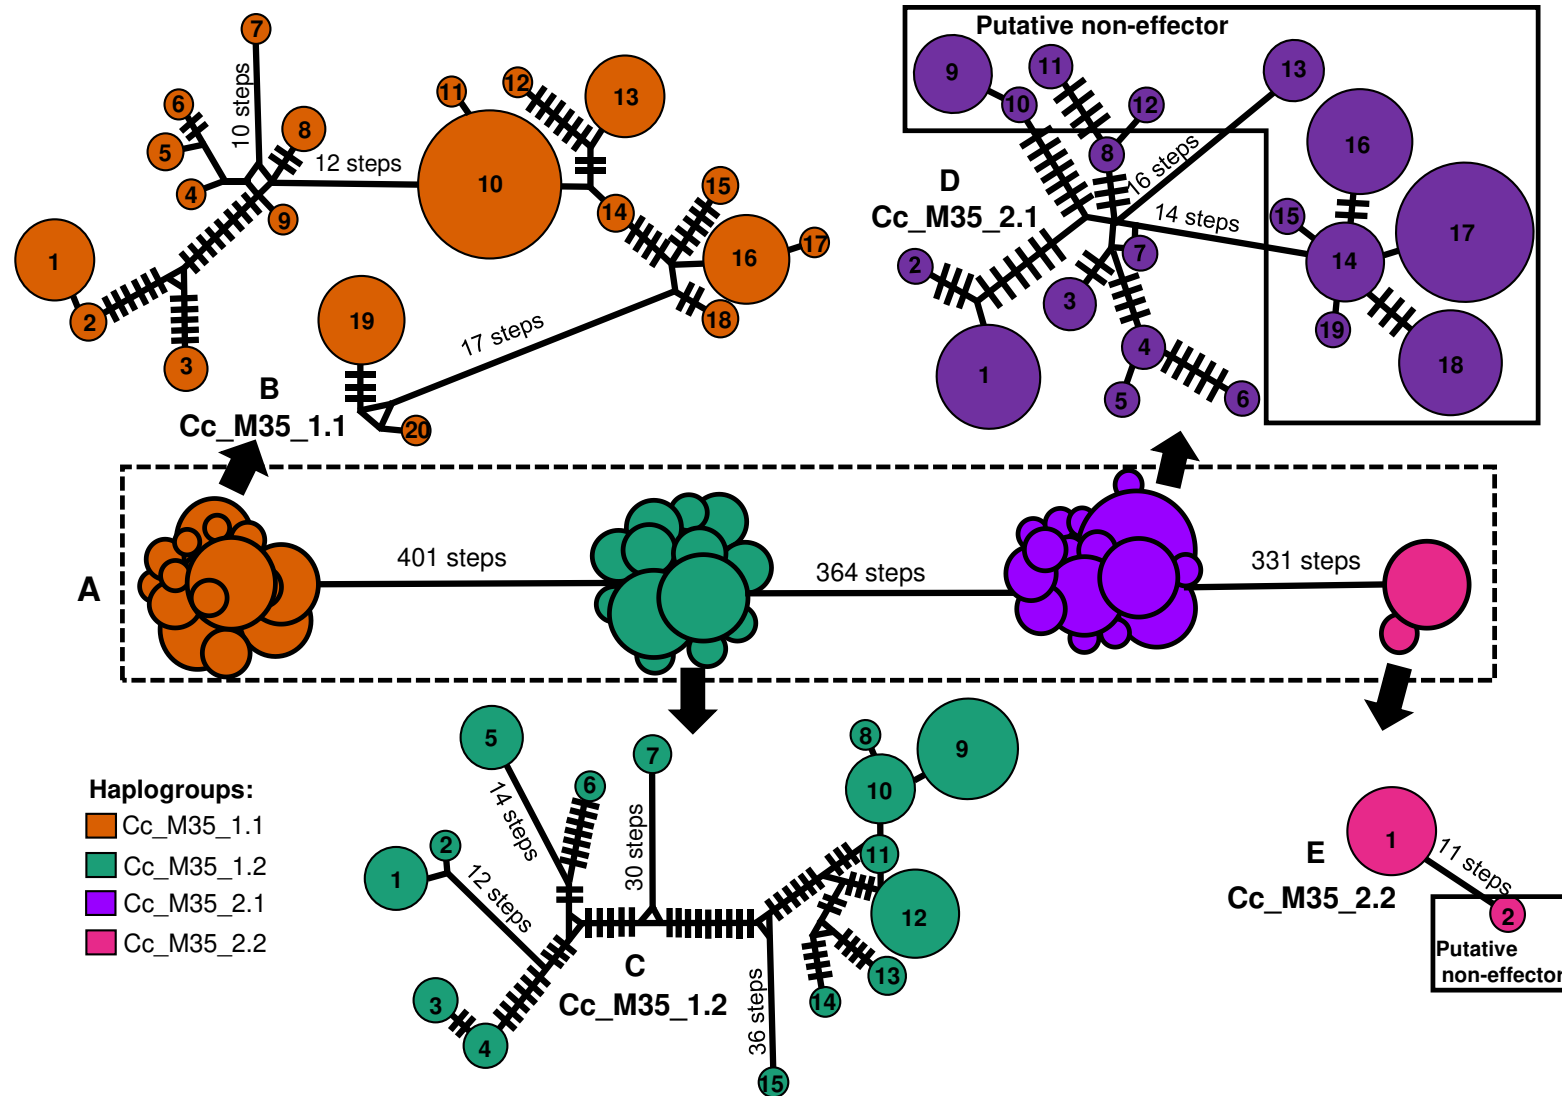 7
10 steps
6
5
4
8
9
12 steps
1
2
3
11
10
12
13
14
15
16
17
18
19
17 steps
20
B
Cc_M35_1.1
Putative non-effector
9
10
11
12
8
13
16 steps
D
Cc_M35_2.1
14 steps
2
1
3
7
4
5
6
16
15
14
17
19
18
A
401 steps
364 steps
331 steps
Haplogroups:
Cc_M35_1.1
Cc_M35_1.2
Cc_M35_2.1
Cc_M35_2.2
5
14 steps
6
7
30 steps
2
1
12 steps
3
4
C
Cc_M35_1.2
8
9
10
11
12
13
14
36 steps
15
E
Cc_M35_2.2
1
11 steps
2
Putative
non-effector